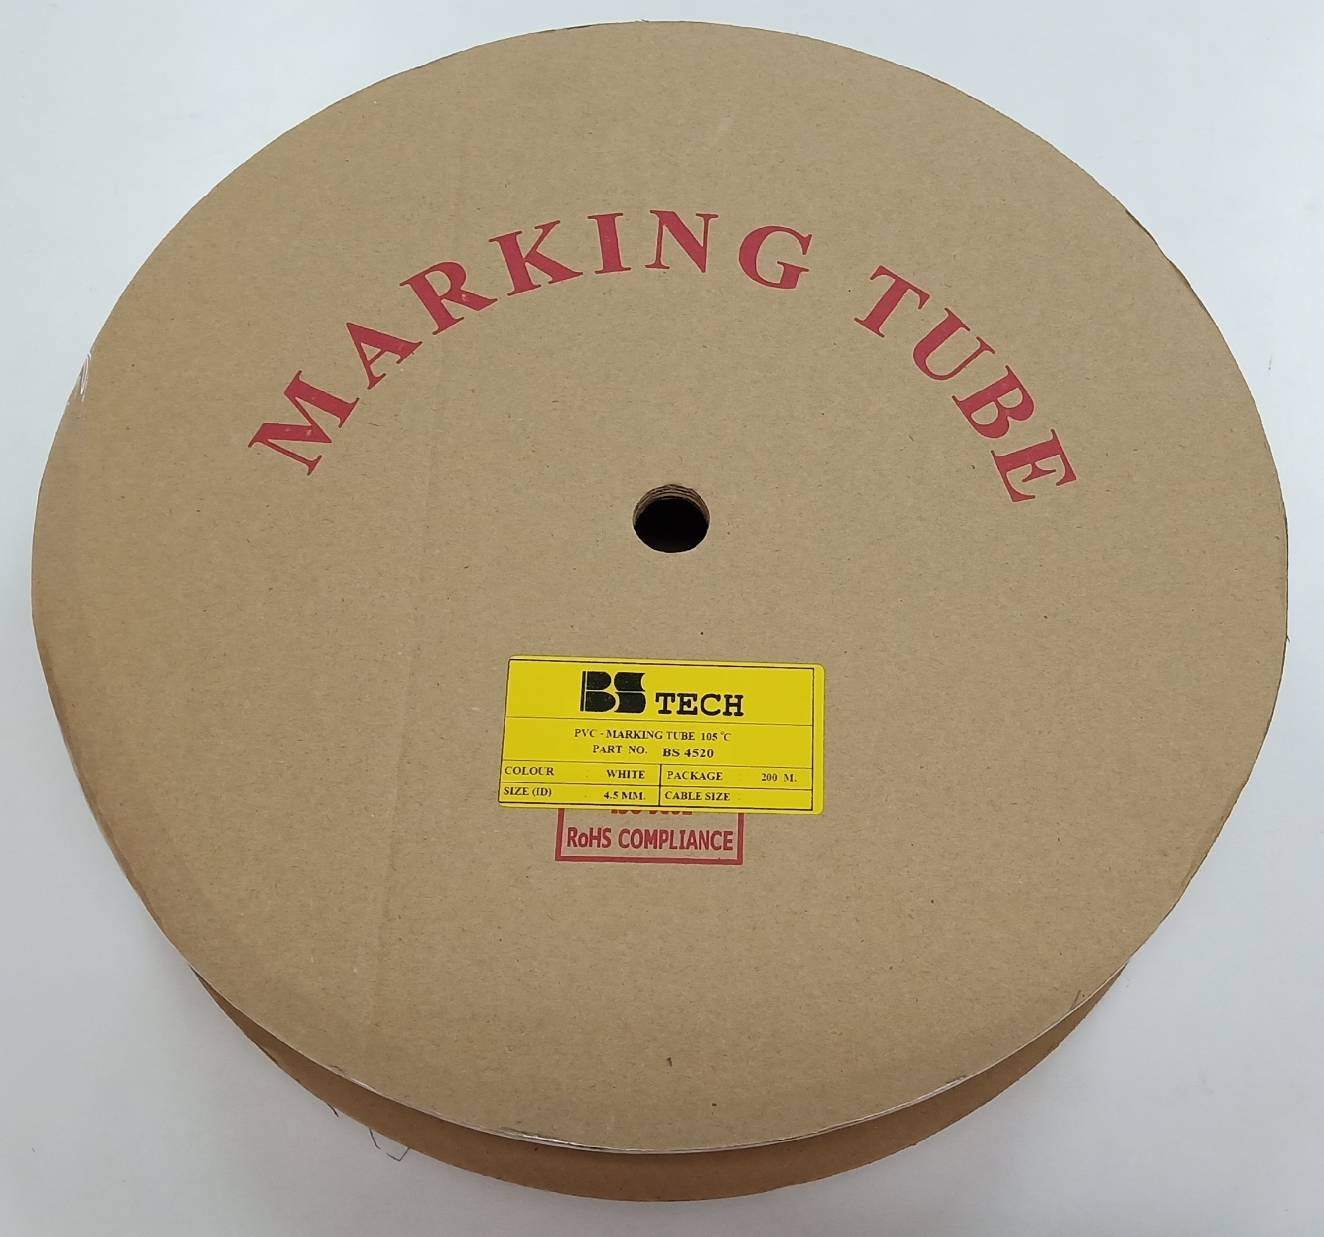 MARKING TUBE
BS TECH
PVC - MARKING TUBE 105 °C
PART NO. BS 4520
COLOUR WHITE PACKAGE 200 M.
SIZE (ID) 4.5 MM. CABLE SIZE
RoHS COMPLIANCE